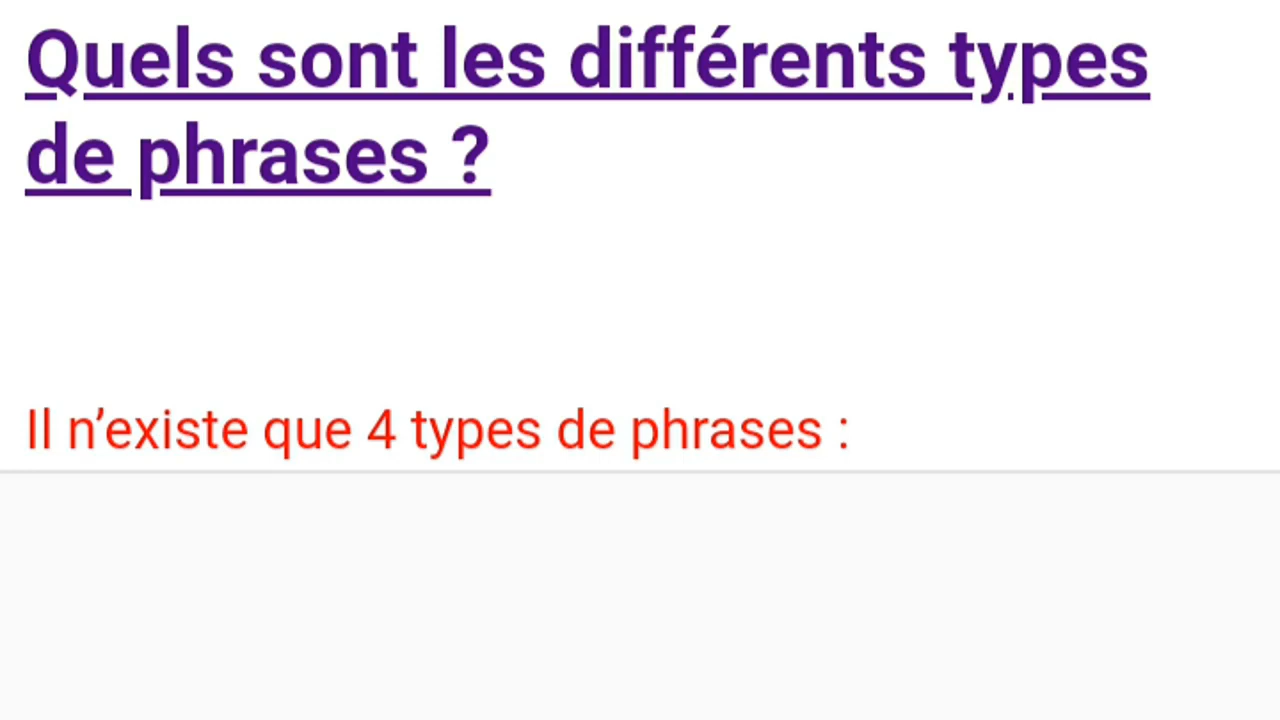 Quels sont les différents types
de phrases ?
Il n’existe que 4 types de phrases :